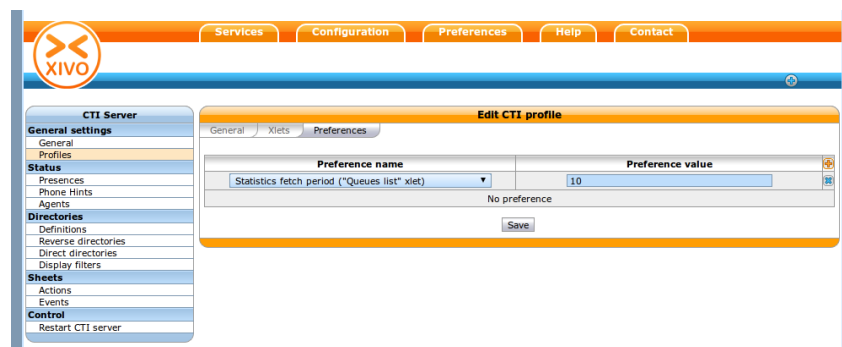 Services Configuration Preferences Help Contact
XIVO
CTI Server
General settings
General
Profiles
Status
Presences
Phone Hints
Agents
Directories
Definitions
Reverse directories
Direct directories
Display filters
Sheets
Actions
Events
Control
Restart CTI server
Edit CTI profile
General Xlets Preferences
Preference name Preference value
Statistics fetch period ("Queues list" xlet) 10
No preference
Save